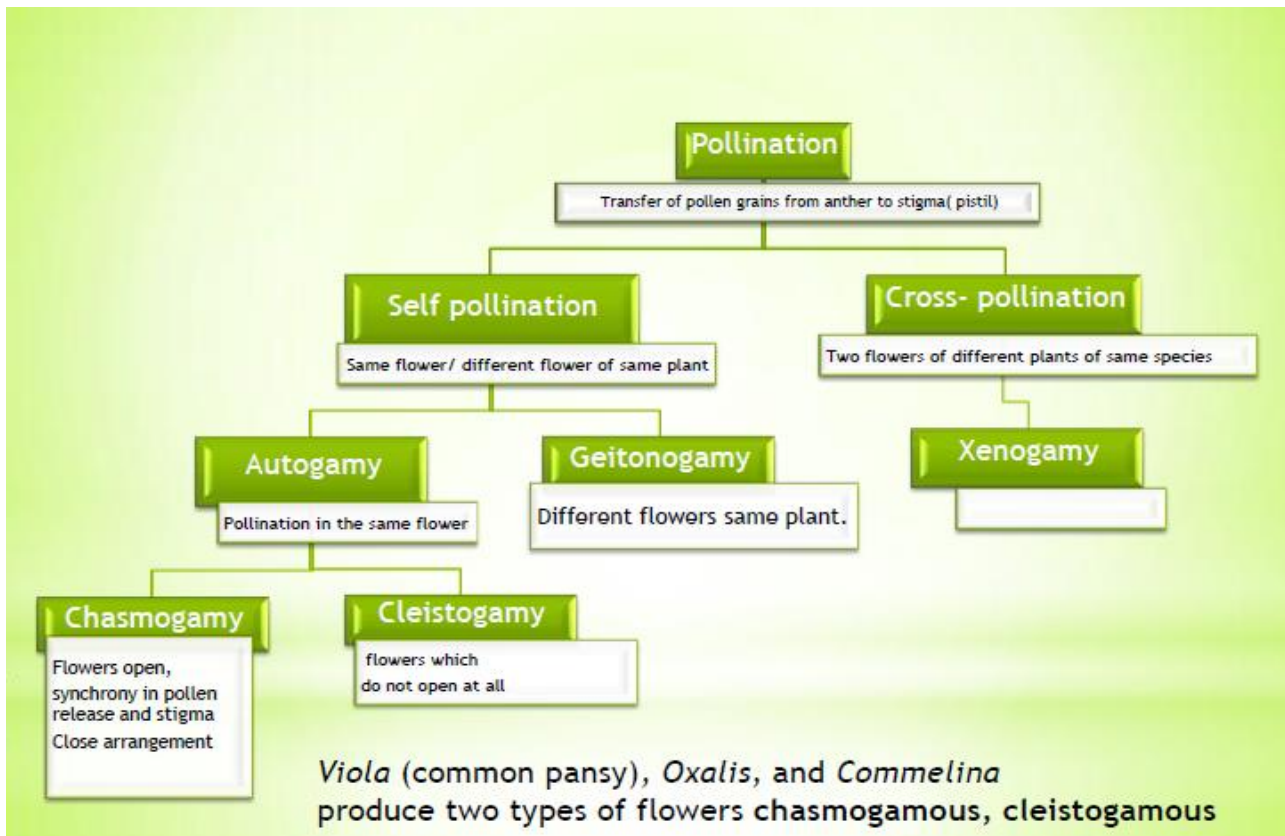 Pollination
Transfer of pollen grains from anther to stigma( pistil)
Self pollination
Same flower/ different flower of same plant
Cross- pollination
Two flowers of different plants of same species
Autogamy
Pollination in the same flower
Geitonogamy
Different flowers same plant.
Xenogamy
Chasmogamy
Flowers open,
synchrony in pollen
release and stigma
Close arrangement
Cleistogamy
flowers which
do not open at all
Viola (common pansy), Oxalis, and Commelina
produce two types of flowers chasmogamous, cleistogamous